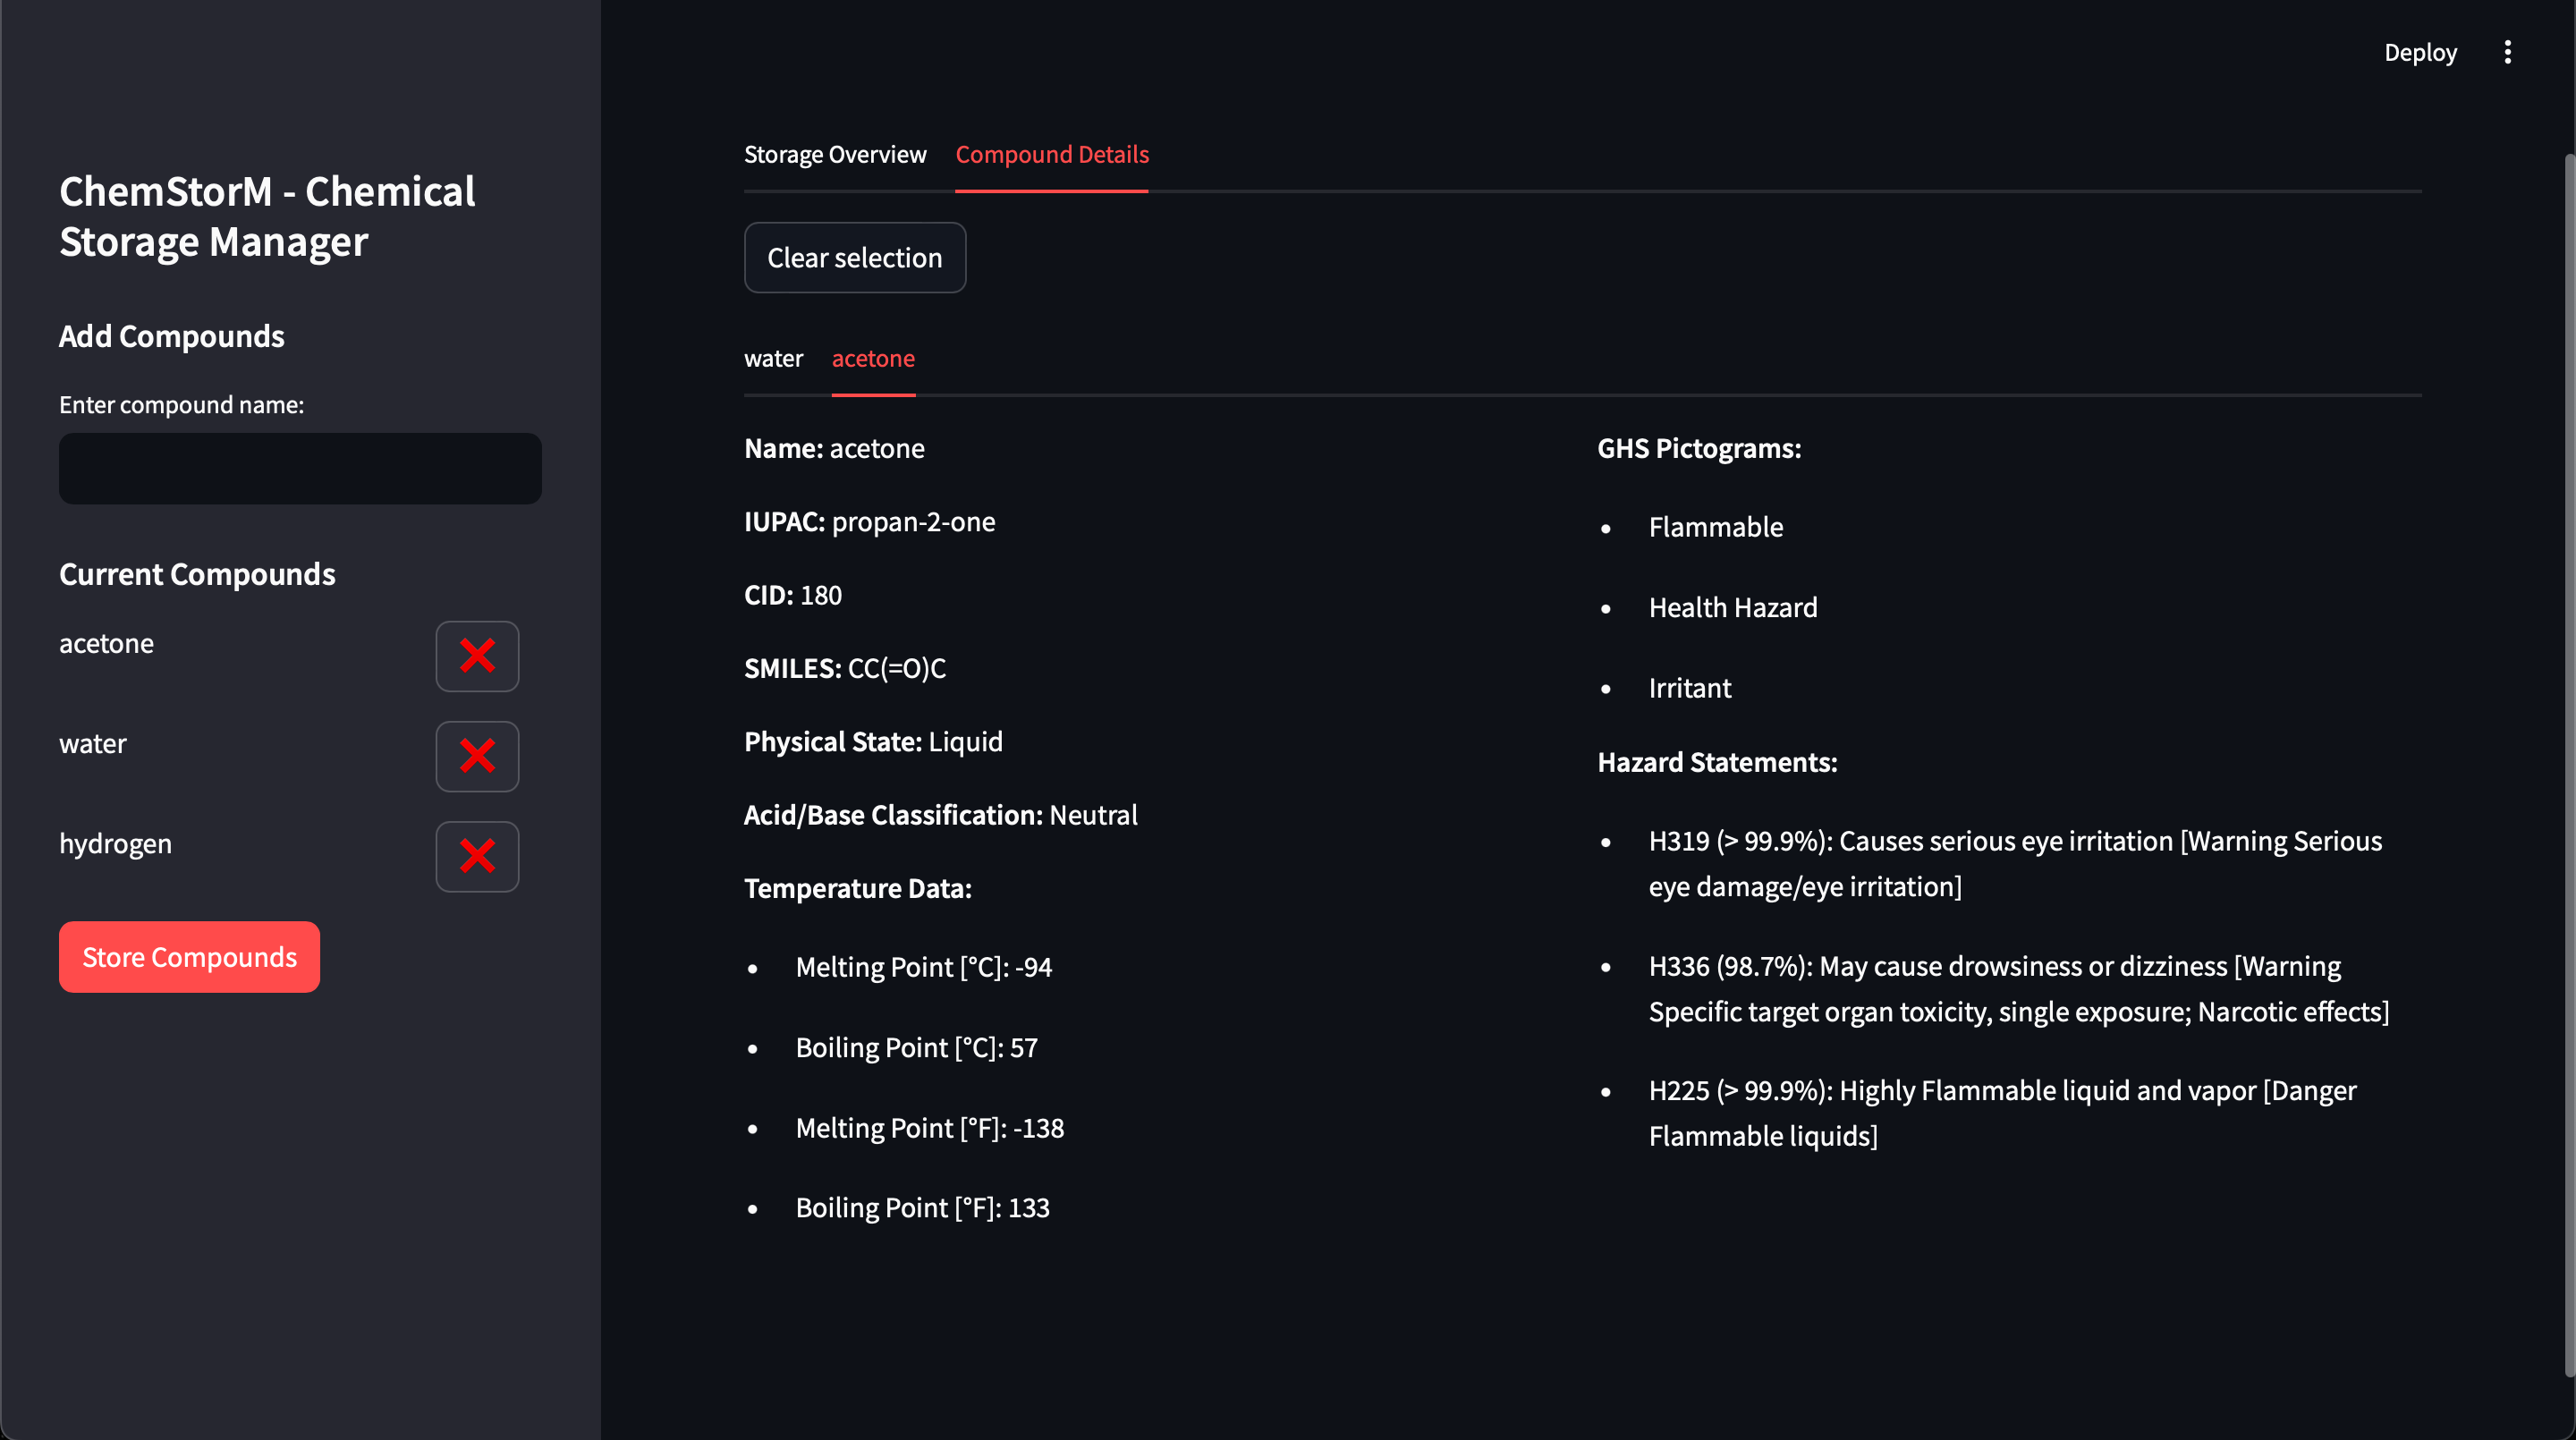 Deploy
ChemStorM - Chemical
Storage Manager
Add Compounds
Enter compound name:
Current Compounds
acetone
water
hydrogen
Store Compounds
Storage Overview
Compound Details
Clear selection
water
acetone
Name: acetone
IUPAC: propan-2-one
CID: 180
SMILES: CC(=O)C
Physical State: Liquid
Acid/Base Classification: Neutral
Temperature Data:
• Melting Point [°C]: -94
• Boiling Point [°C]: 57
• Melting Point [°F]: -138
• Boiling Point [°F]: 133
GHS Pictograms:
• Flammable
• Health Hazard
• Irritant
Hazard Statements:
• H319 (> 99.9%): Causes serious eye irritation [Warning Serious
eye damage/eye irritation]
• H336 (98.7%): May cause drowsiness or dizziness [Warning
Specific target organ toxicity, single exposure; Narcotic effects]
• H225 (> 99.9%): Highly Flammable liquid and vapor [Danger
Flammable liquids]